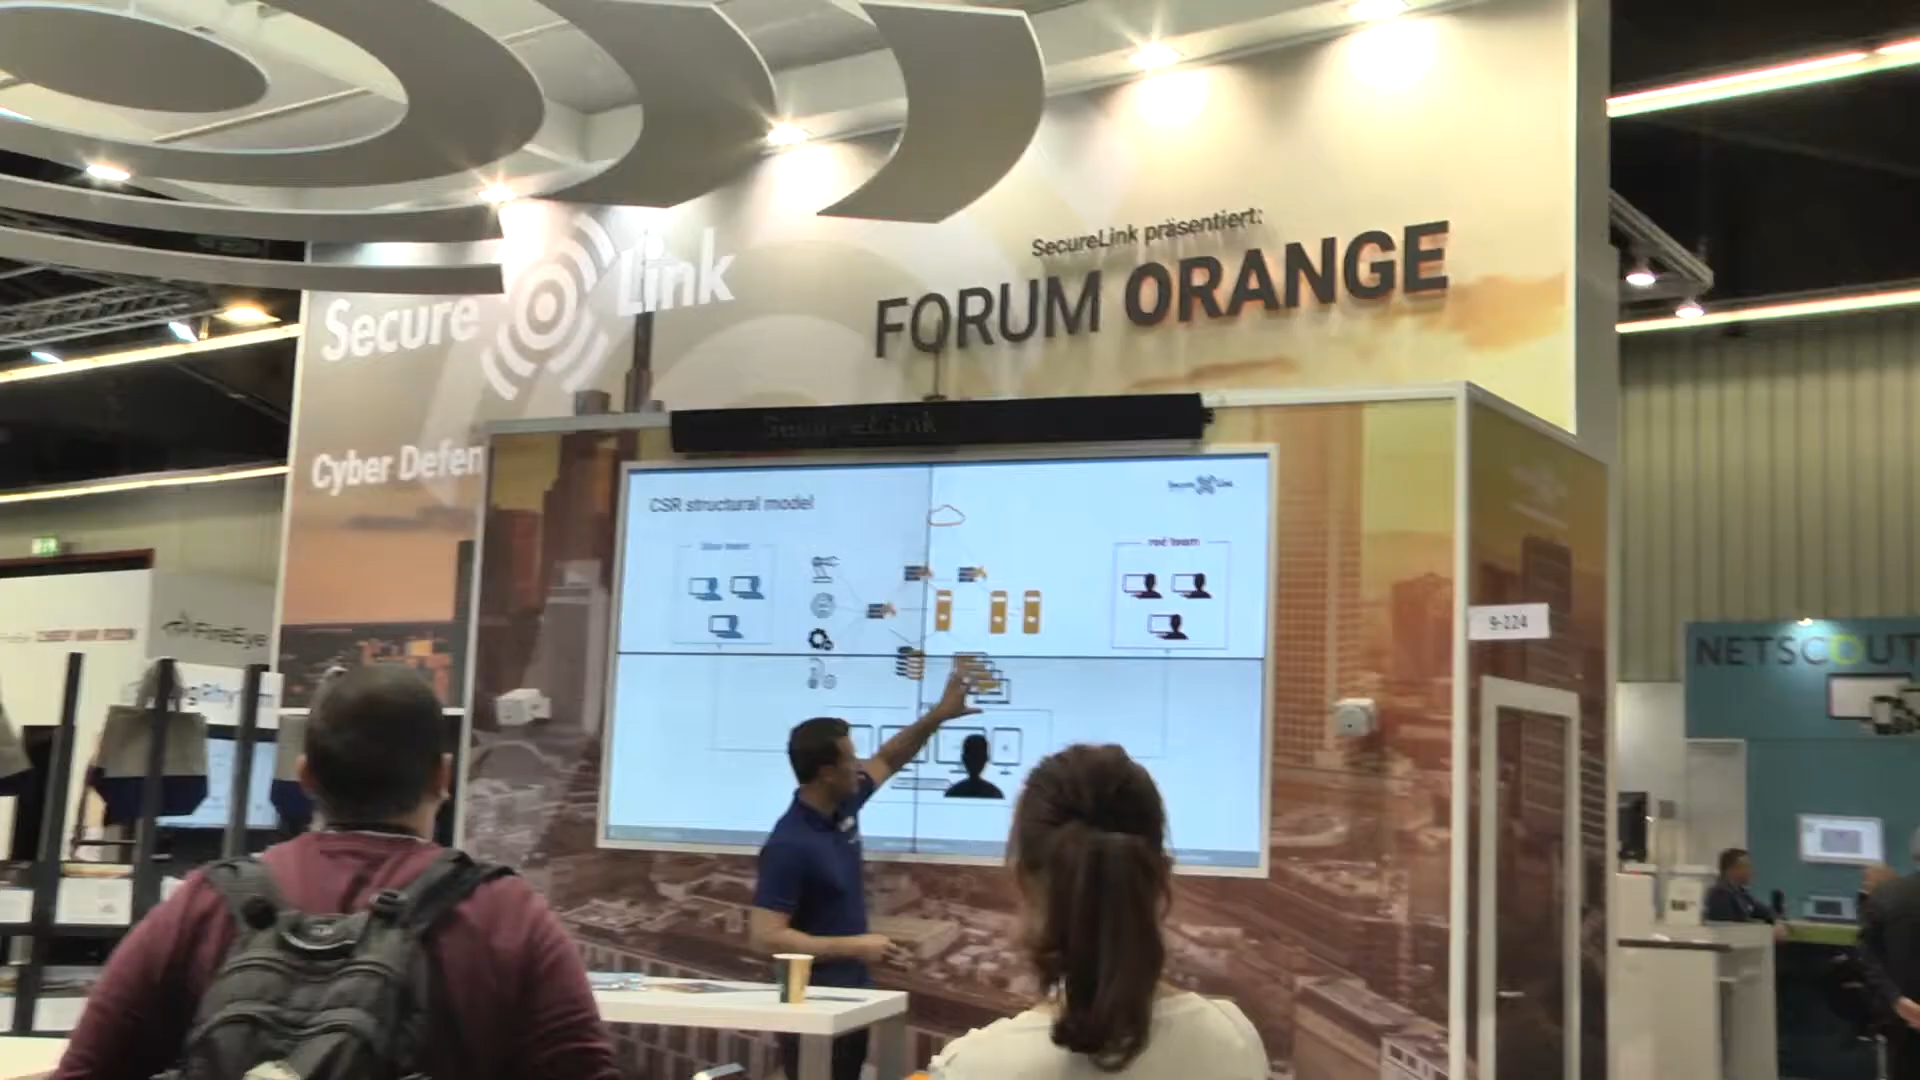 Secure Link
SecureLink präsentiert:
FORUM ORANGE
Cyber Defen
SecureLink
CSR structural model
blue team
red team
9-224
FireEye
NETSCOUT